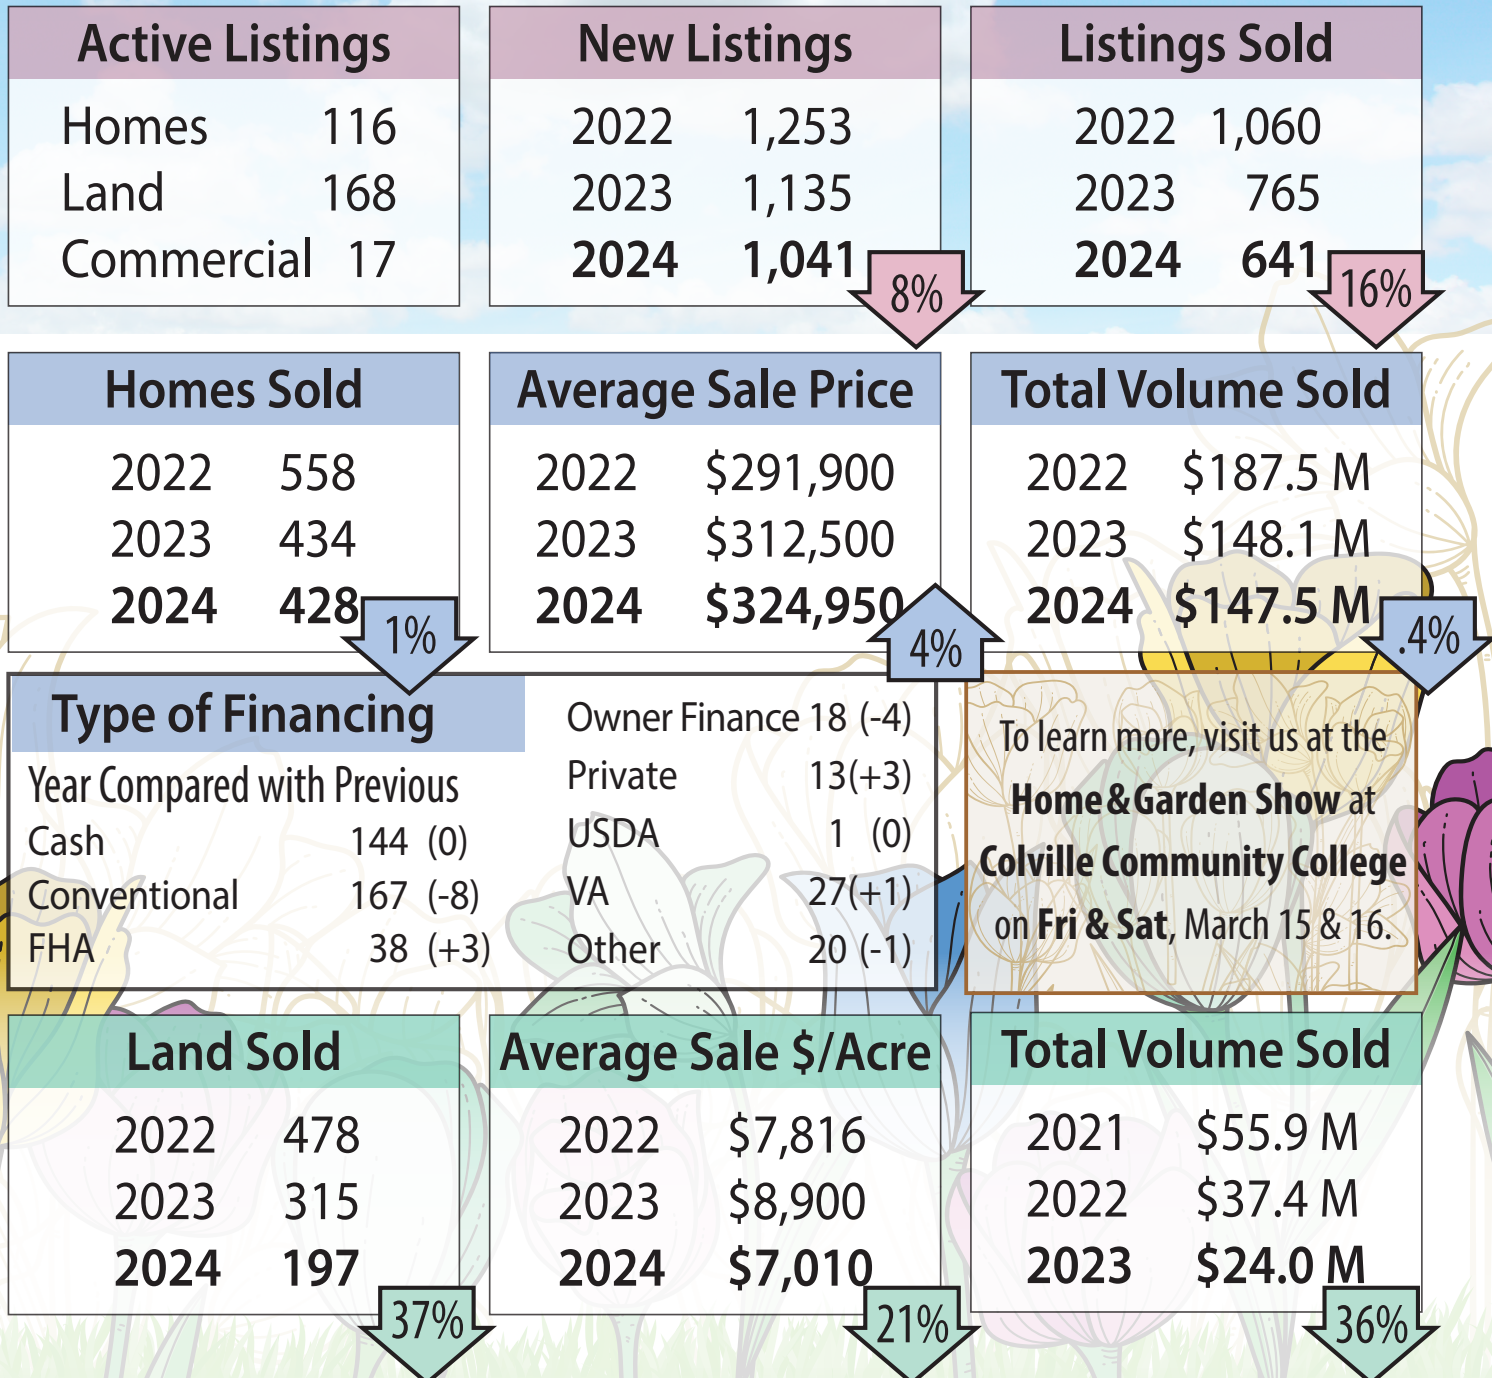 Active Listings
Homes 116
Land 168
Commercial 17
New Listings
2022 1,253
2023 1,135
2024 1,041
8%
Listings Sold
2022 1,060
2023 765
2024 641
16%
Homes Sold
2022 558
2023 434
2024 428
1%
Average Sale Price
2022 $291,900
2023 $312,500
2024 $324,950
4%
Total Volume Sold
2022 $187.5 M
2023 $148.1 M
2024 $147.5 M
.4%
Type of Financing
Year Compared with Previous
Cash 144 (0)
Conventional 167 (-8)
FHA 38 (+3)
Owner Finance 18 (-4)
Private 13(+3)
USDA 1 (0)
VA 27(+1)
Other 20 (-1)
To learn more, visit us at the
Home & Garden Show at
Colville Community College
on Fri & Sat, March 15 & 16.
Land Sold
2022 478
2023 315
2024 197
37%
Average Sale $/Acre
2022 $7,816
2023 $8,900
2024 $7,010
21%
Total Volume Sold
2021 $55.9 M
2022 $37.4 M
2023 $24.0 M
36%